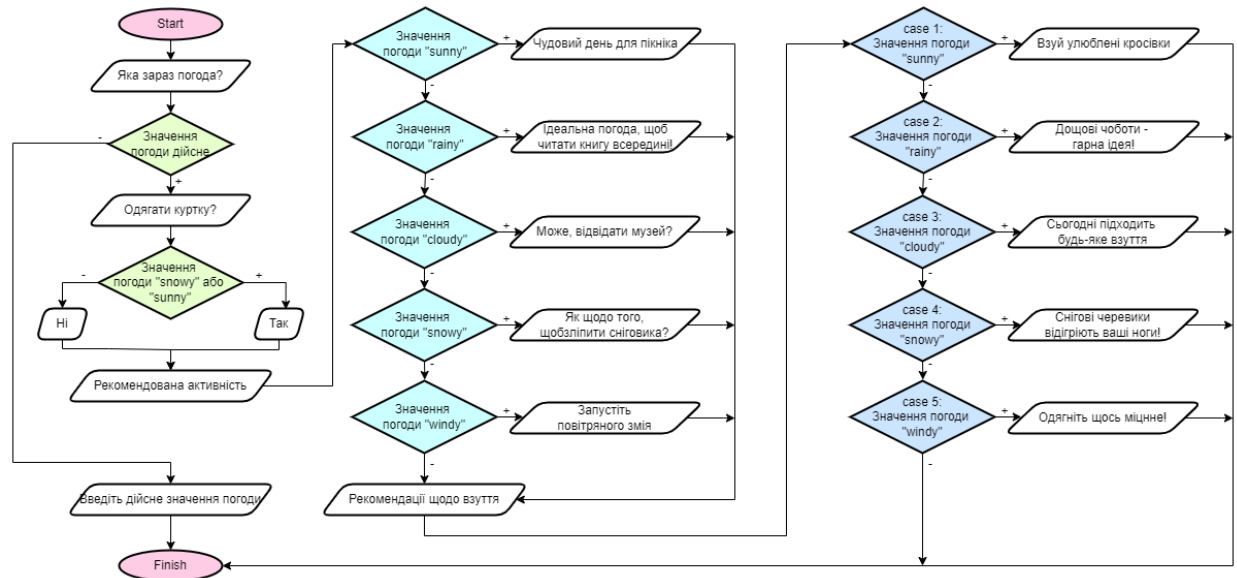 Start
Яка зараз погода?
Значення
погоди дійсне
-
+
Одягати куртку?
Значення
погоди "snowy" або
"sunny"
-
+
Ні
Так
Рекомендована активність
Введіть дійсне значення погоди
Finish
Значення
погоди "sunny"
+
Чудовий день для пікніка
-
Значення
погоди "rainy"
+
Ідеальна погода, щоб
читати книгу всередині!
-
Значення
погоди "cloudy"
+
Може, відвідати музей?
-
Значення
погоди "snowy"
+
Як щодо того,
щобзліпити сніговика?
-
Значення
погоди "windy"
+
Запустіть
повітряного змія
-
Рекомендації щодо взуття
case 1:
Значення погоди
"sunny"
+
Взуй улюблені кросівки
-
case 2:
Значення погоди
"rainy"
+
Дощові чоботи -
гарна ідея!
-
case 3:
Значення погоди
"cloudy"
+
Сьогодні підходить
будь-яке взуття
-
case 4:
Значення погоди
"snowy"
+
Снігові черевики
відігріють ваші ноги!
-
case 5:
Значення погоди
"windy"
+
Одягніть щось міцнне!
-